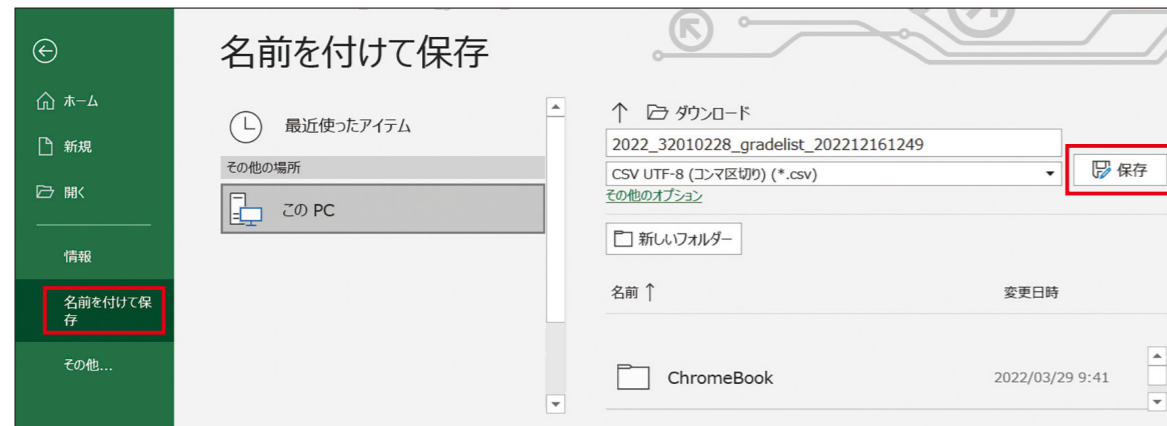 名前を付けて保存
ホーム
新規
開く
情報
名前を付けて保
存
その他...
最近使ったアイテム
その他の場所
この PC
ダウンロード
2022_32010228_gradelist_202212161249
CSV UTF-8 (コンマ区切り) (*.csv)
保存
その他のオプション
新しいフォルダー
名前 ↑
変更日時
ChromeBook
2022/03/29 9:41